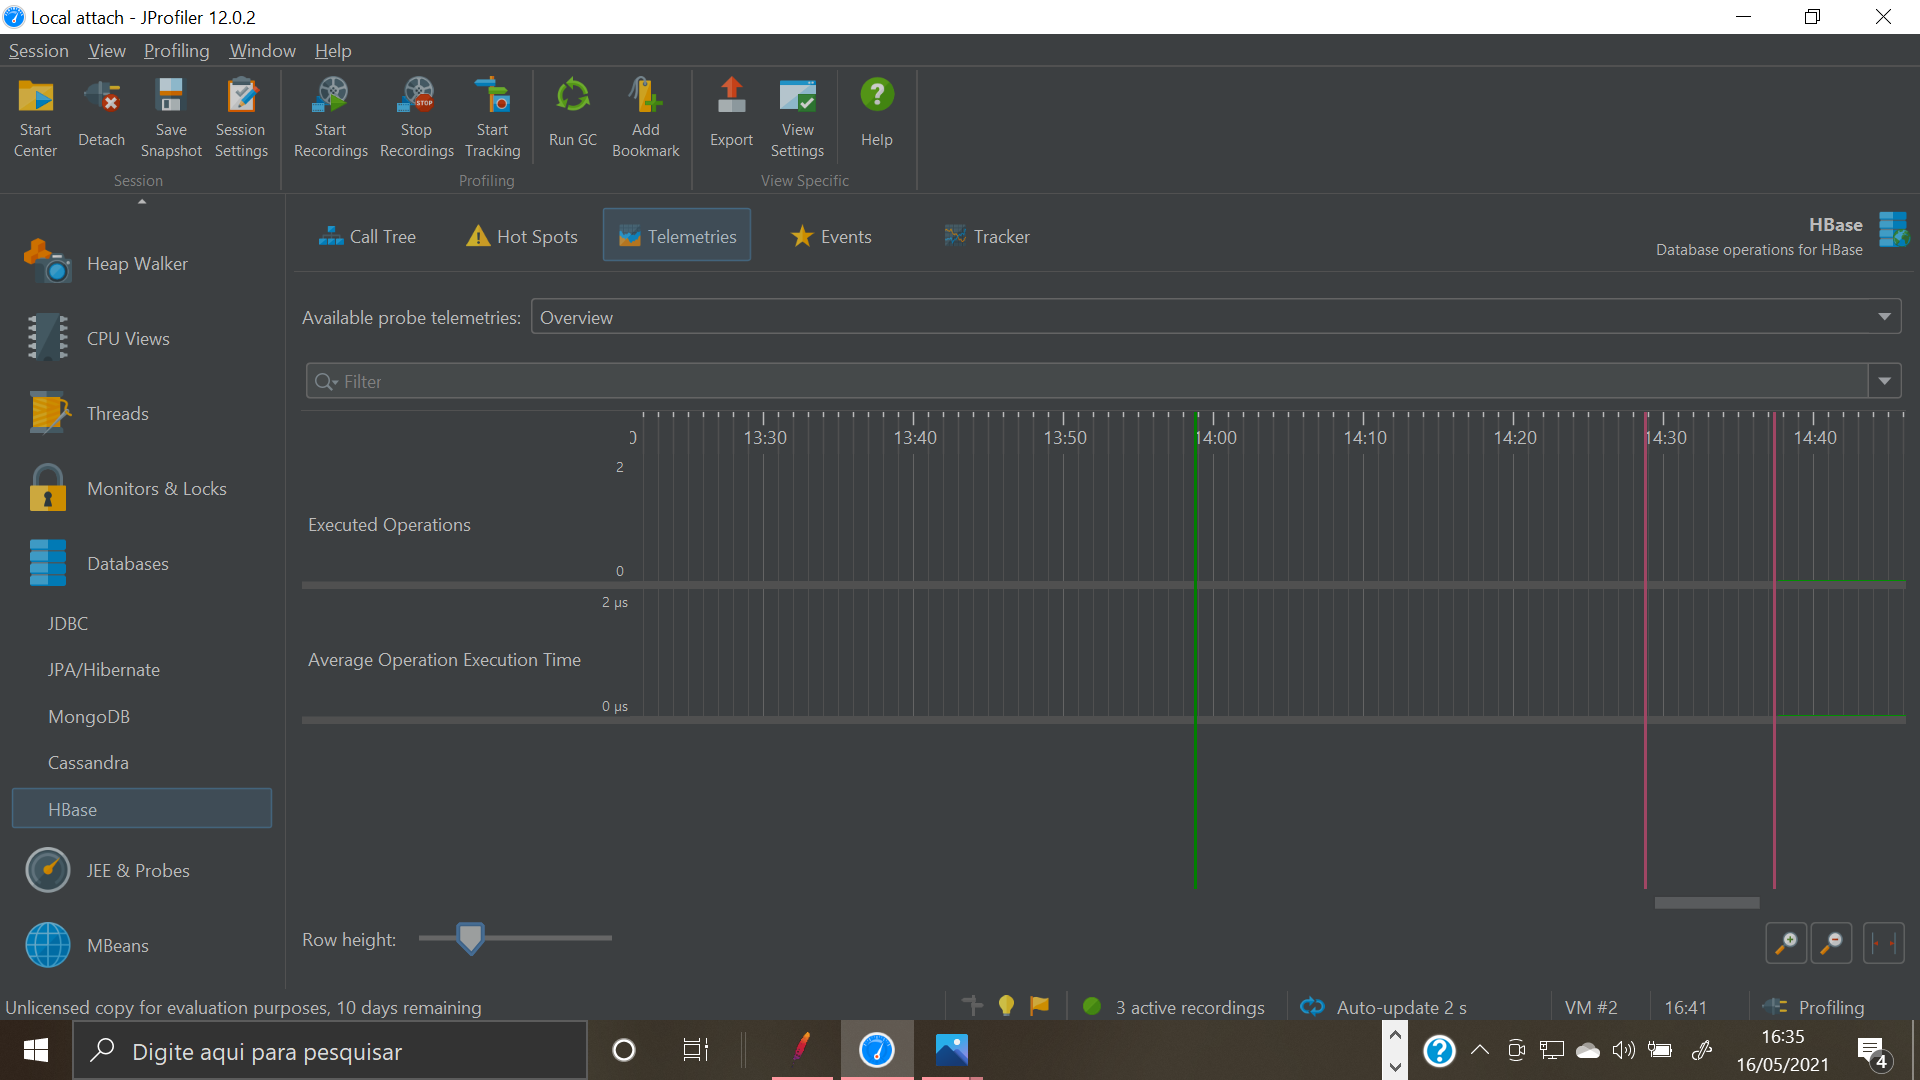 Local attach - JProfiler 12.0.2
Session View Profiling Window Help
Start Center
Detach
Save Snapshot
Session Settings
Start Recordings
Stop Recordings
Start Tracking
Run GC
Add Bookmark
Export
View Settings
Help
Session
Profiling
View Specific
Heap Walker
CPU Views
Threads
Monitors & Locks
Databases
JDBC
JPA/Hibernate
MongoDB
Cassandra
HBase
JEE & Probes
MBeans
Call Tree
Hot Spots
Telemetries
Events
Tracker
HBase
Database operations for HBase
Available probe telemetries: Overview
Filter
0 13:30 13:40 13:50 14:00 14:10 14:20 14:30 14:40
2
Executed Operations
0
2 µs
Average Operation Execution Time
0 µs
Row height:
Unlicensed copy for evaluation purposes, 10 days remaining
3 active recordings
Auto-update 2 s
VM #2
16:41
Profiling
Digite aqui para pesquisar
16:35
16/05/2021
4